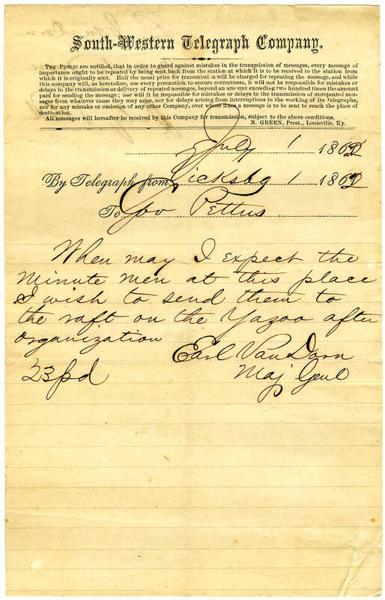 South-Western Telegraph Company.
THE PUBLIC are notified, that in order to guard against mistakes in the transmission of messages, every message of
importance ought to be repeated by being sent back from the station at which it is to be received to the station from
which it is originally sent. Half the usual price for transmission will be charged for repeating the message, and while
this company will, as heretofore, use every precaution to ensure correctness, it will not be responsible for mistakes or
delays in the transmission or delivery of repeated messages, beyond an amount exceeding two hundred times the amount
paid for sending the message; nor will it be responsible for mistakes or delays in the transmission of unrepeated mes-
sages from whatever cause they may arise, nor for delays arising from interruptions in the working of its telegraphs,
nor for any mistake or omission of any other Company, over whose lines a message is to be sent to reach the place of
destination.
All messages will hereafter be received by this Company for transmission, subject to the above conditions.
N. GREEN, Prest., Louisville, Ky.
July 1 1862
By Telegraph from Vicksbg 1 1862
To Gov Pettus
When may I expect the
minute men at this place
I wish to send them to
the raft on the Yazoo after
organization
Earl Van Dorn
23 pd Maj Genl